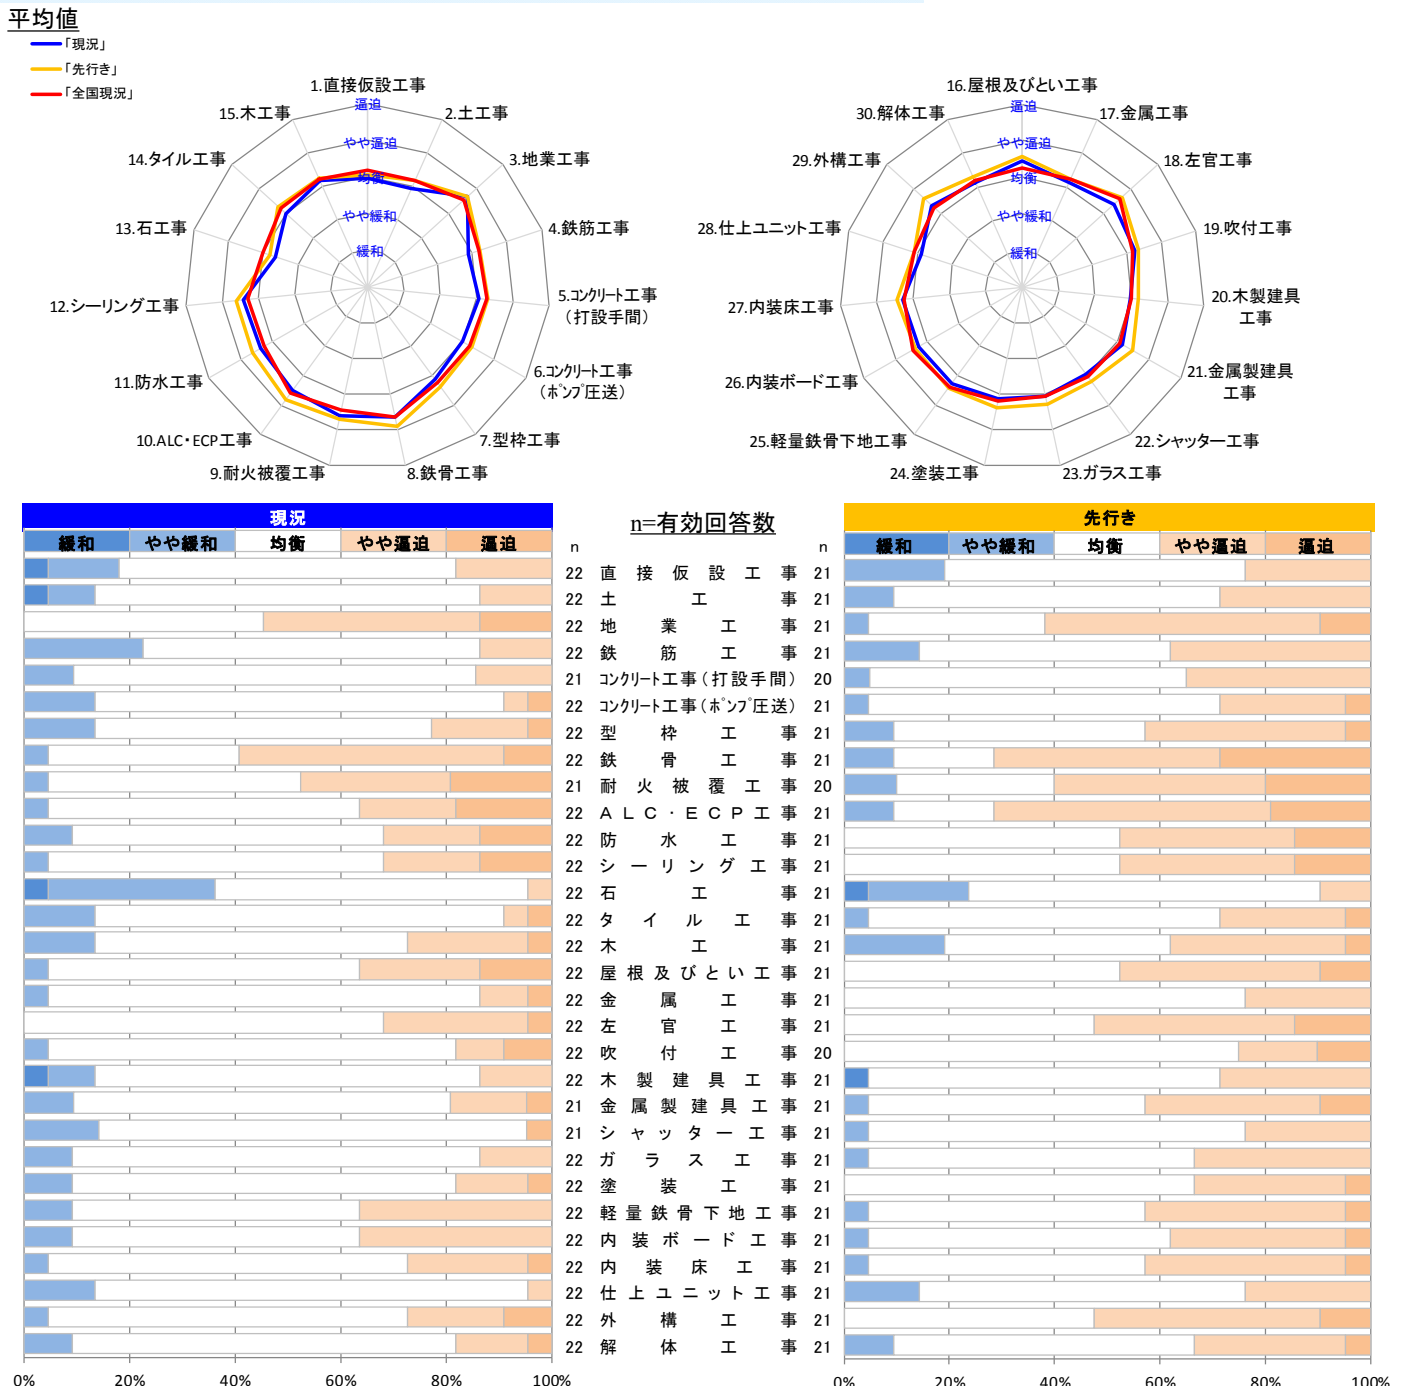 平均値
「現況」
「先行き」
「全国現況」
1.直接仮設工事
2.土工事
3.地業工事
4.鉄筋工事
5.コンクリート工事
（打設手間）
6.コンクリート工事
（ポンプ圧送）
7.型枠工事
8.鉄骨工事
9.耐火被覆工事
10.ALC・ECP工事
11.防水工事
12.シーリング工事
13.石工事
14.タイル工事
15.木工事
逼迫
やや逼迫
均衡
やや緩和
緩和
16.屋根及びとい工事
17.金属工事
18.左官工事
19.吹付工事
20.木製建具
工事
21.金属製建具
工事
22.シャッター工事
23.ガラス工事
24.塗装工事
25.軽量鉄骨下地工事
26.内装ボード工事
27.内装床工事
28.仕上ユニット工事
29.外構工事
30.解体工事
逼迫
やや逼迫
均衡
やや緩和
緩和
現況
n=有効回答数
先行き
緩和 やや緩和 均衡 やや逼迫 逼迫 n n 緩和 やや緩和 均衡 やや逼迫 逼迫
22 直接仮設工事 21
22 土工事 21
22 地業工事 21
22 鉄筋工事 21
21 コンクリート工事（打設手間） 20
22 コンクリート工事（ポンプ圧送） 21
22 型枠工事 21
22 鉄骨工事 21
21 耐火被覆工事 20
22 ALC・ECP工事 21
22 防水工事 21
22 シーリング工事 21
22 石工事 21
22 タイル工事 21
22 木工事 21
22 屋根及びとい工事 21
22 金属工事 21
22 左官工事 21
22 吹付工事 20
22 木製建具工事 21
21 金属製建具工事 21
21 シャッター工事 21
22 ガラス工事 21
22 塗装工事 21
22 軽量鉄骨下地工事 21
22 内装ボード工事 21
22 内装床工事 21
22 仕上ユニット工事 21
22 外構工事 21
22 解体工事 21
0% 20% 40% 60% 80% 100% 0% 20% 40% 60% 80% 100%